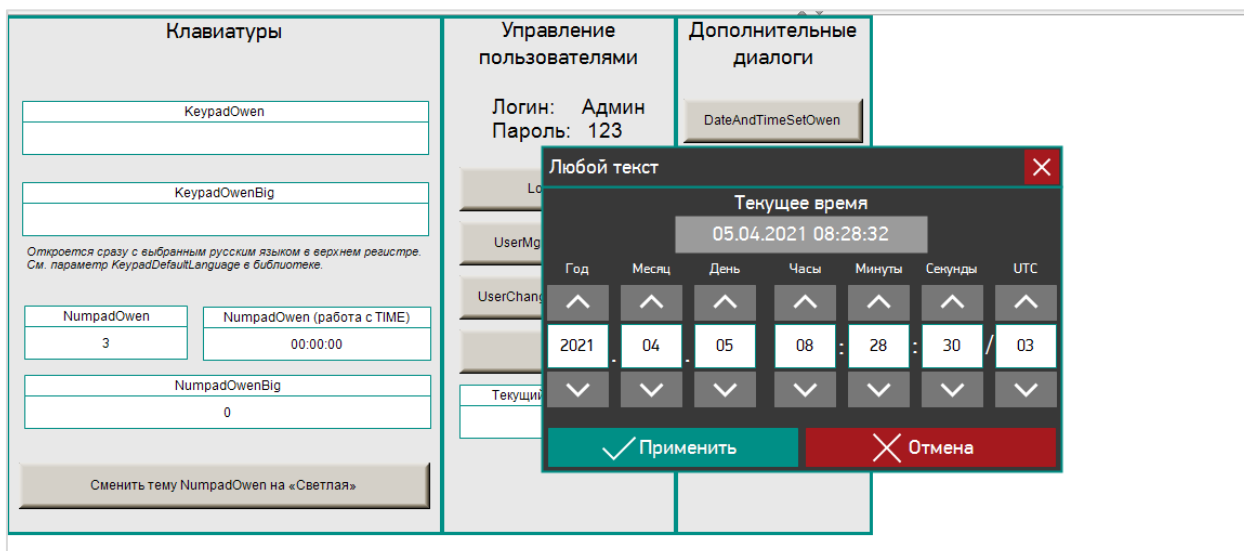 Клавиатуры
KeypadOwen
KeypadOwenBig
Откроется сразу с выбранным русским языком в верхнем регистре.
См. параметр KeypadDefaultLanguage в библиотеке.
NumpadOwen
3
NumpadOwen (работа с TIME)
00:00:00
NumpadOwenBig
0
Сменить тему NumpadOwen на «Светлая»
Управление
пользователями
Логин: Админ
Пароль: 123
Lo
UserMg
UserChang
Текущий
Дополнительные
диалоги
DateAndTimeSetOwen
Любой текст
Текущее время
05.04.2021 08:28:32
Год Месяц День Часы Минуты Секунды UTC
2021 . 04 . 05 08 : 28 : 30 / 03
Применить Отмена